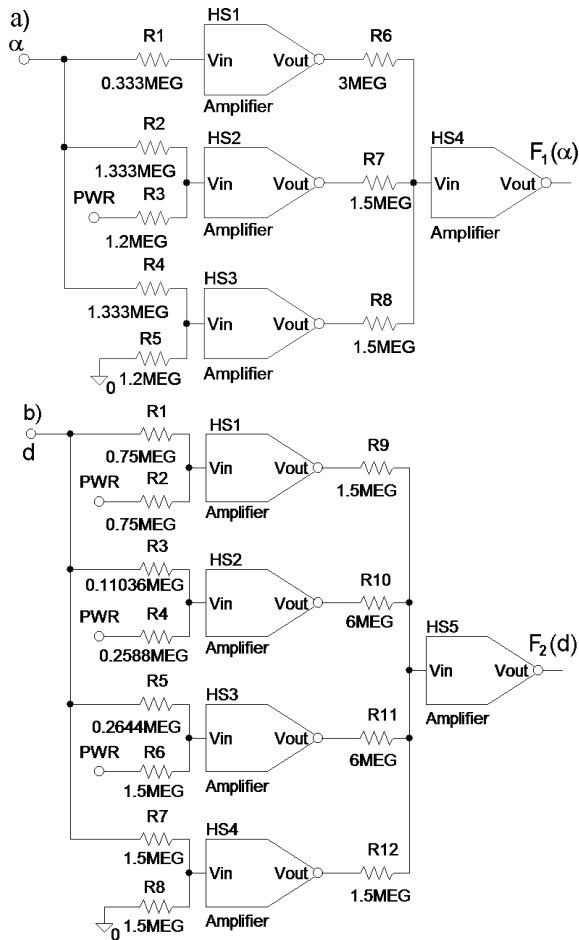 a)
α
R1
0.333MEG
HS1
Vin
Vout
Amplifier
R6
3MEG
R2
1.333MEG
PWR
R3
1.2MEG
HS2
Vin
Vout
Amplifier
R7
1.5MEG
HS4
Vin
Vout
Amplifier
F1(α)
R4
1.333MEG
R5
0
1.2MEG
HS3
Vin
Vout
Amplifier
R8
1.5MEG
b)
d
R1
0.75MEG
PWR
R2
0.75MEG
HS1
Vin
Vout
Amplifier
R9
1.5MEG
R3
0.11036MEG
PWR
R4
0.2588MEG
HS2
Vin
Vout
Amplifier
R10
6MEG
HS5
Vin
Vout
Amplifier
F2(d)
R5
0.2644MEG
PWR
R6
1.5MEG
HS3
Vin
Vout
Amplifier
R11
6MEG
R7
1.5MEG
R8
0
1.5MEG
HS4
Vin
Vout
Amplifier
R12
1.5MEG